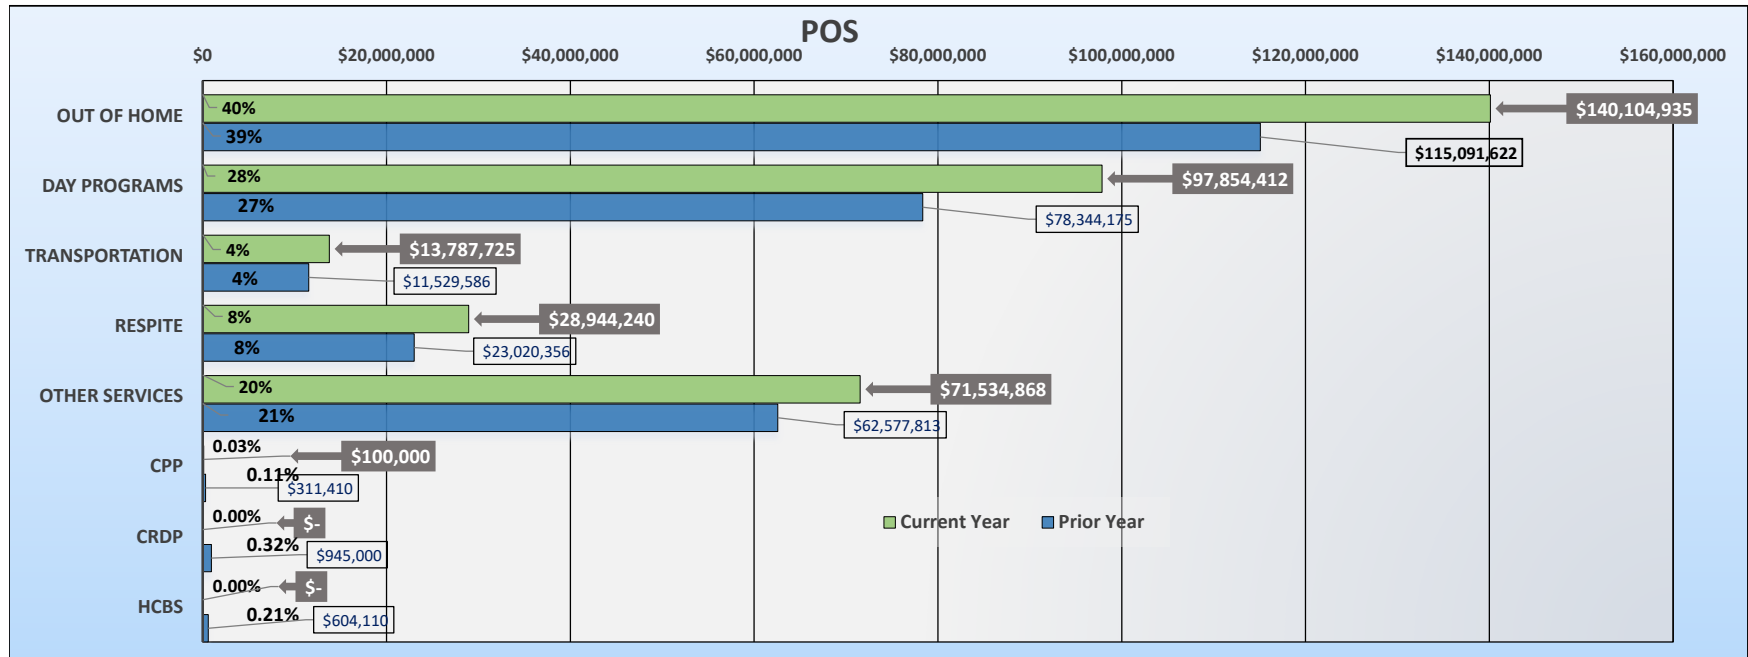 POS
$0 $20,000,000 $40,000,000 $60,000,000 $80,000,000 $100,000,000 $120,000,000 $140,000,000 $160,000,000
OUT OF HOME
40%
$140,104,935
39%
$115,091,622
DAY PROGRAMS
28%
$97,854,412
27%
$78,344,175
TRANSPORTATION
4%
$13,787,725
4%
$11,529,586
RESPITE
8%
$28,944,240
8%
$23,020,356
OTHER SERVICES
20%
$71,534,868
21%
$62,577,813
CPP
0.03%
$100,000
0.11%
$311,410
CRDP
0.00%
$-
0.32%
$945,000
Current Year Prior Year
HCBS
0.00%
$-
0.21%
$604,110